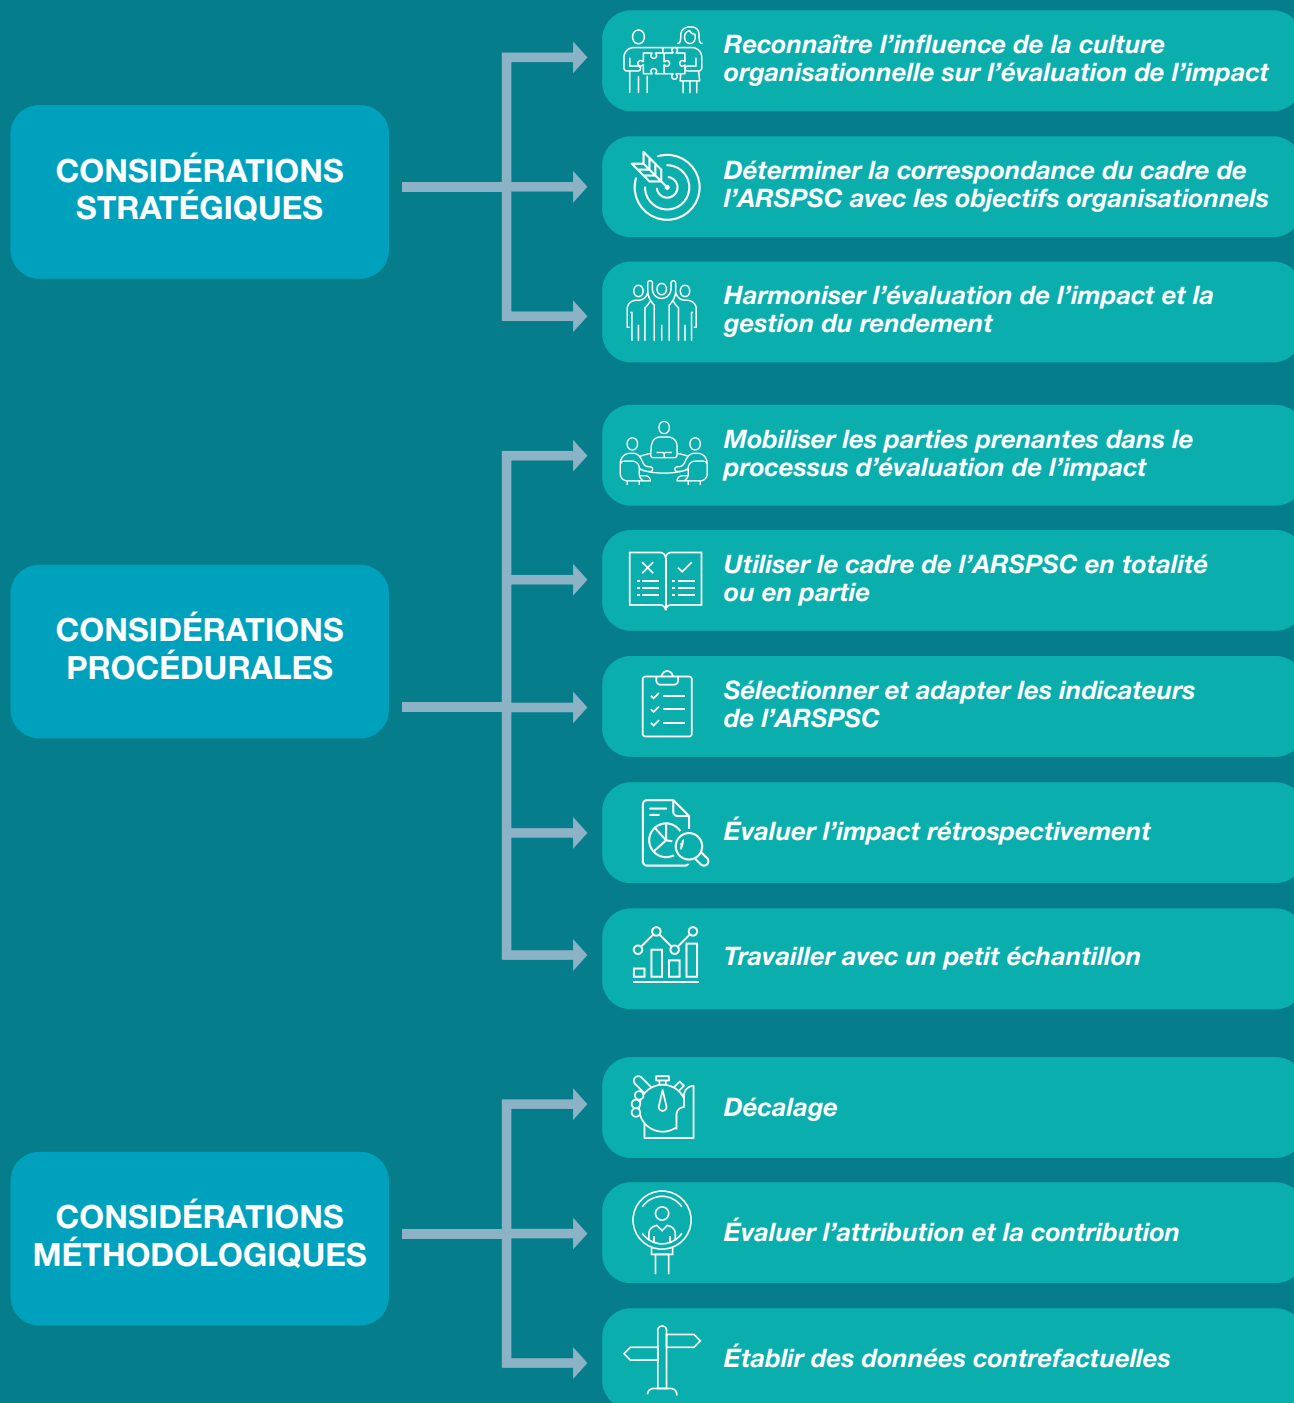 CONSIDÉRATIONS
STRATÉGIQUES
Reconnaître l’influence de la culture
organisationnelle sur l’évaluation de l’impact
Déterminer la correspondance du cadre de
l’ARSPSC avec les objectifs organisationnels
Harmoniser l’évaluation de l’impact et la
gestion du rendement
CONSIDÉRATIONS
PROCÉDURALES
Mobiliser les parties prenantes dans le
processus d’évaluation de l’impact
Utiliser le cadre de l’ARSPSC en totalité
ou en partie
Sélectionner et adapter les indicateurs
de l’ARSPSC
Évaluer l’impact rétrospectivement
Travailler avec un petit échantillon
CONSIDÉRATIONS
MÉTHODOLOGIQUES
Décalage
Évaluer l’attribution et la contribution
Établir des données contrefactuelles